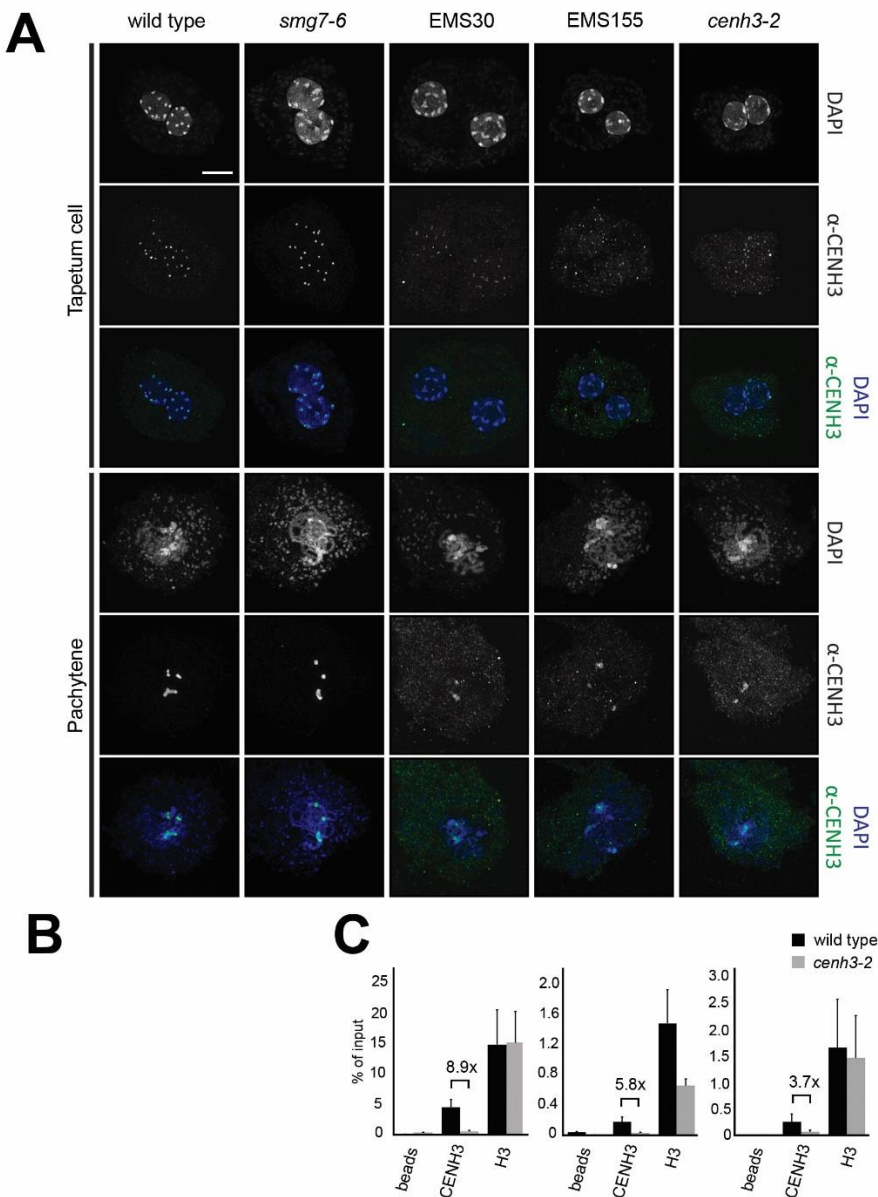 A
wild type smg7-6 EMS30 EMS155 cenh3-2
Tapetum cell
DAPI
α-CENH3
α-CENH3 DAPI
Pachytene
DAPI
α-CENH3
α-CENH3 DAPI
B
C
wild type
cenh3-2
% of input
25
20
15
10
5
0
8.9x
beads CENH3 H3
2.0
1.6
1.2
0.8
0.4
0
5.8x
beads CENH3 H3
3.0
2.5
2.0
1.5
1.0
0.5
0
3.7x
beads CENH3 H3